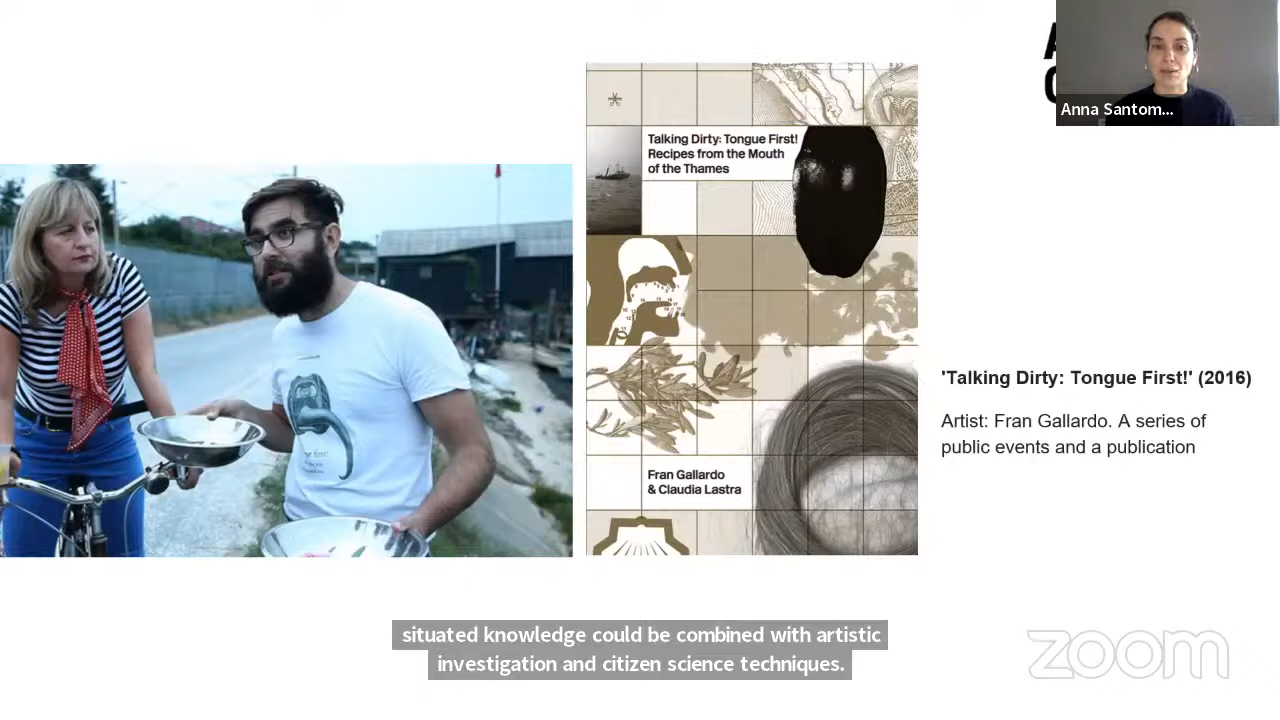 Anna Santom...
Talking Dirty: Tongue First!
Recipes from the Mouth
of the Thames
Fran Gallardo
& Claudia Lastra
'Talking Dirty: Tongue First!' (2016)
Artist: Fran Gallardo. A series of
public events and a publication
situated knowledge could be combined with artistic
investigation and citizen science techniques.
zoom